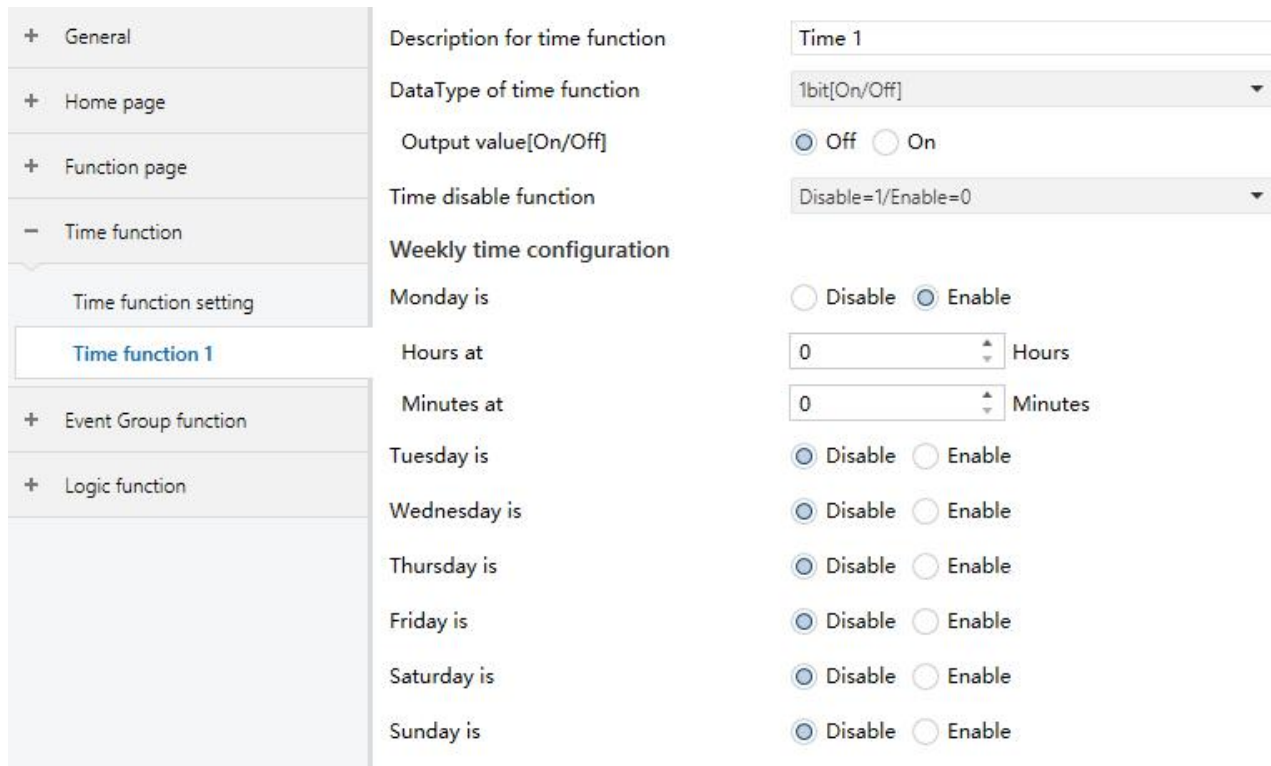 General
Home page
Function page
Time function
Time function setting
Time function 1
Event Group function
Logic function
Description for time function Time 1
DataType of time function 1bit[On/Off]
Output value[On/Off] Off On
Time disable function Disable=1/Enable=0
Weekly time configuration
Monday is Disable Enable
Hours at 0 Hours
Minutes at 0 Minutes
Tuesday is Disable Enable
Wednesday is Disable Enable
Thursday is Disable Enable
Friday is Disable Enable
Saturday is Disable Enable
Sunday is Disable Enable